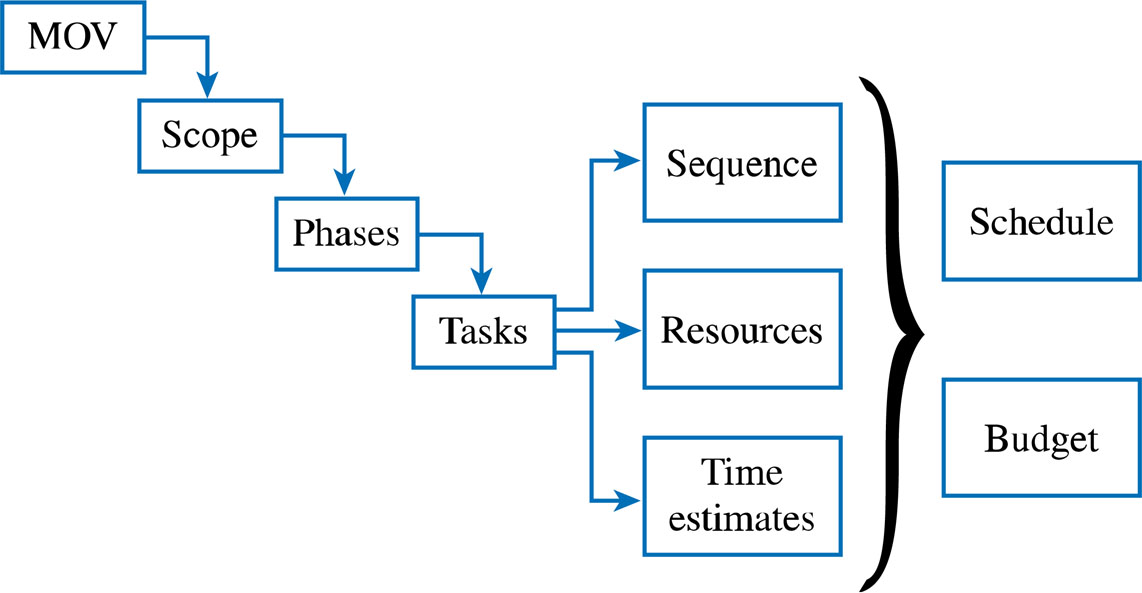 MOV
Scope
Phases
Tasks
Sequence
Resources
Time
estimates
Schedule
Budget